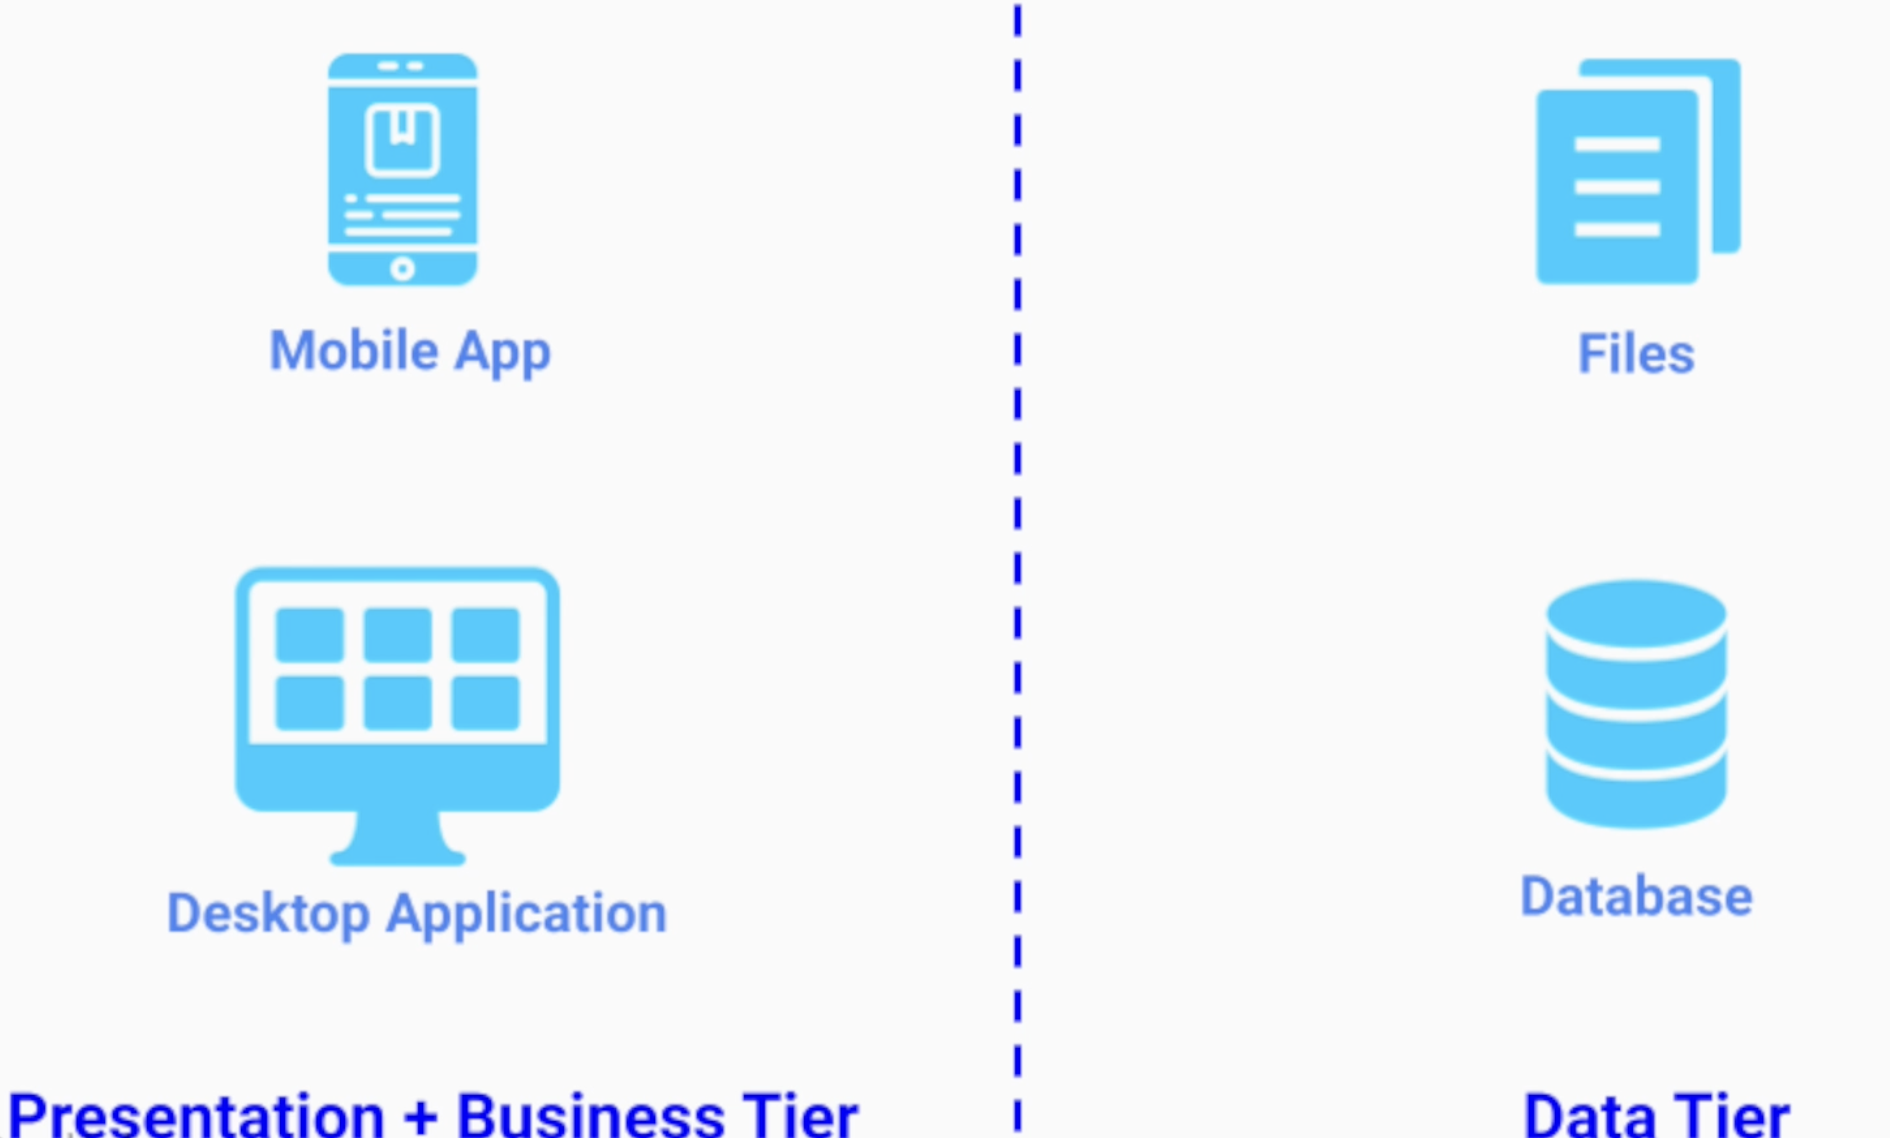 Mobile App
Files
Desktop Application
Database
Presentation + Business Tier
Data Tier